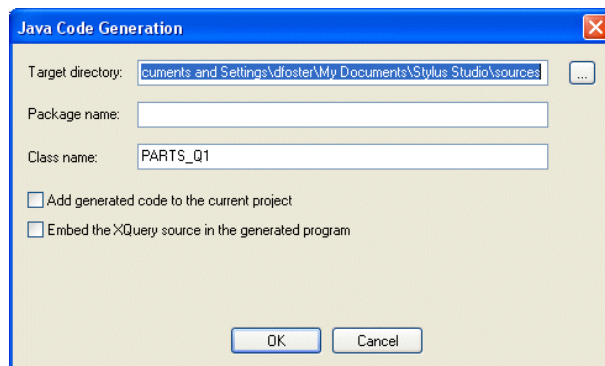 Java Code Generation
Target directory: cuments and Settings\dfoster\My Documents\Stylus Studio\sources ...
Package name:
Class name: PARTS_Q1
Add generated code to the current project
Embed the XQuery source in the generated program
OK Cancel